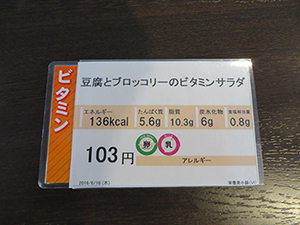 ビタミン
豆腐とブロッコリーのビタミンサラダ
エネルギー たんぱく質 脂質 炭水化物 食塩相当量
136kcal 5.6g 10.3g 6g 0.8g
103円 卵 乳
アレルギー